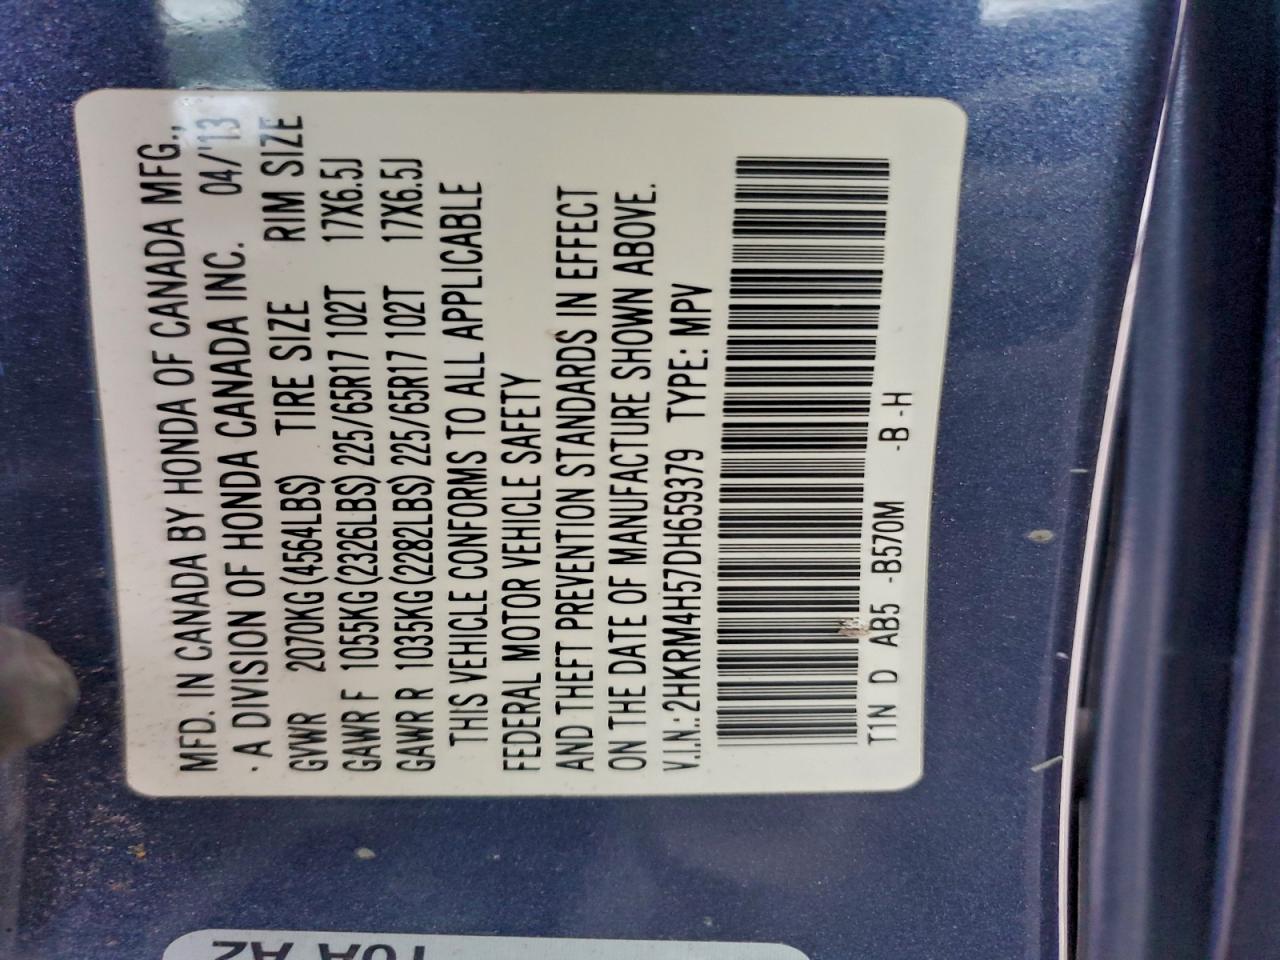 MFD. IN CANADA BY HONDA OF CANADA MFG.,
· A DIVISION OF HONDA CANADA INC. 04/'13
GVWR 2070KG(4564LBS) TIRE SIZE RIM SIZE
GAWR F 1055KG(2326LBS) 225/65R17 102T 17X6.5J
GAWR R 1035KG(2282LBS) 225/65R17 102T 17X6.5J
THIS VEHICLE CONFORMS TO ALL APPLICABLE
FEDERAL MOTOR VEHICLE SAFETY
AND THEFT PREVENTION STANDARDS IN EFFECT
ON THE DATE OF MANUFACTURE SHOWN ABOVE.
V.I.N.: 2HKRM4H57DH659379 TYPE: MPV
T1N D AB5 -B570M -B-H